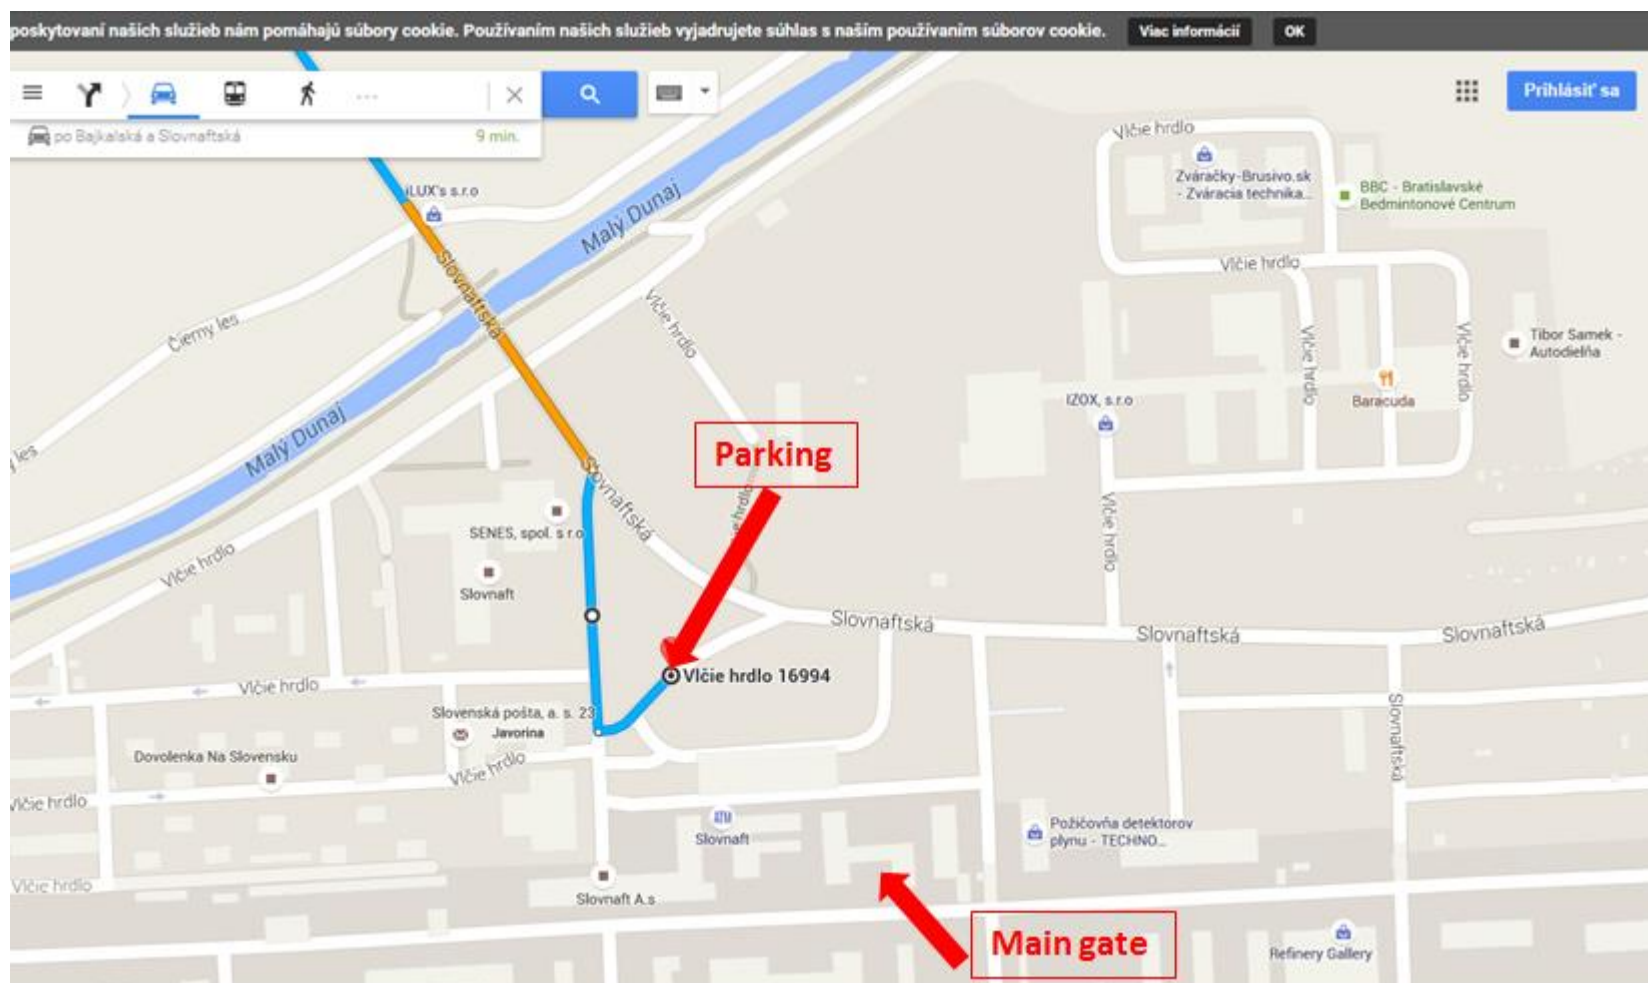 poskytovaní našich služieb nám pomáhajú súbory cookie. Používaním našich služieb vyjadrujete súhlas s naším používaním súborov cookie.
Viac informácií
OK
Prihlásiť sa
po Bajkalská a Slovnaftská
9 min.
Vlčie hrdlo
Zváračky-Brusivo.sk
- Zváracia technika...
BBC - Bratislavské
Bedmintonové Centrum
iLUX's s.r.o
Malý Dunaj
Slovnaftská
Vlčie hrdlo
Čierny les
Vlčie hrdlo
Vlčie hrdlo
Vlčie hrdlo
Tibor Samek -
Autodielňa
IZOX, s.r.o
Baracuda
Malý Dunaj
les
Parking
Slovnaftská
hrdlo
SENES, spol. s r.o
Vlčie hrdlo
Vlčie hrdlo
Slovnaft
Slovnaftská
Slovnaftská
Slovnaftská
Vlčie hrdlo 16994
Vlčie hrdlo
Slovenská pošta, a. s. 23
Javorina
Slovnaftská
Dovolenka Na Slovensku
Vlčie hrdlo
Vlčie hrdlo
ATM
Slovnaft
Požičovňa detektorov
plynu - TECHNO...
Vlčie hrdlo
Slovnaft A.s
Main gate
Refinery Gallery